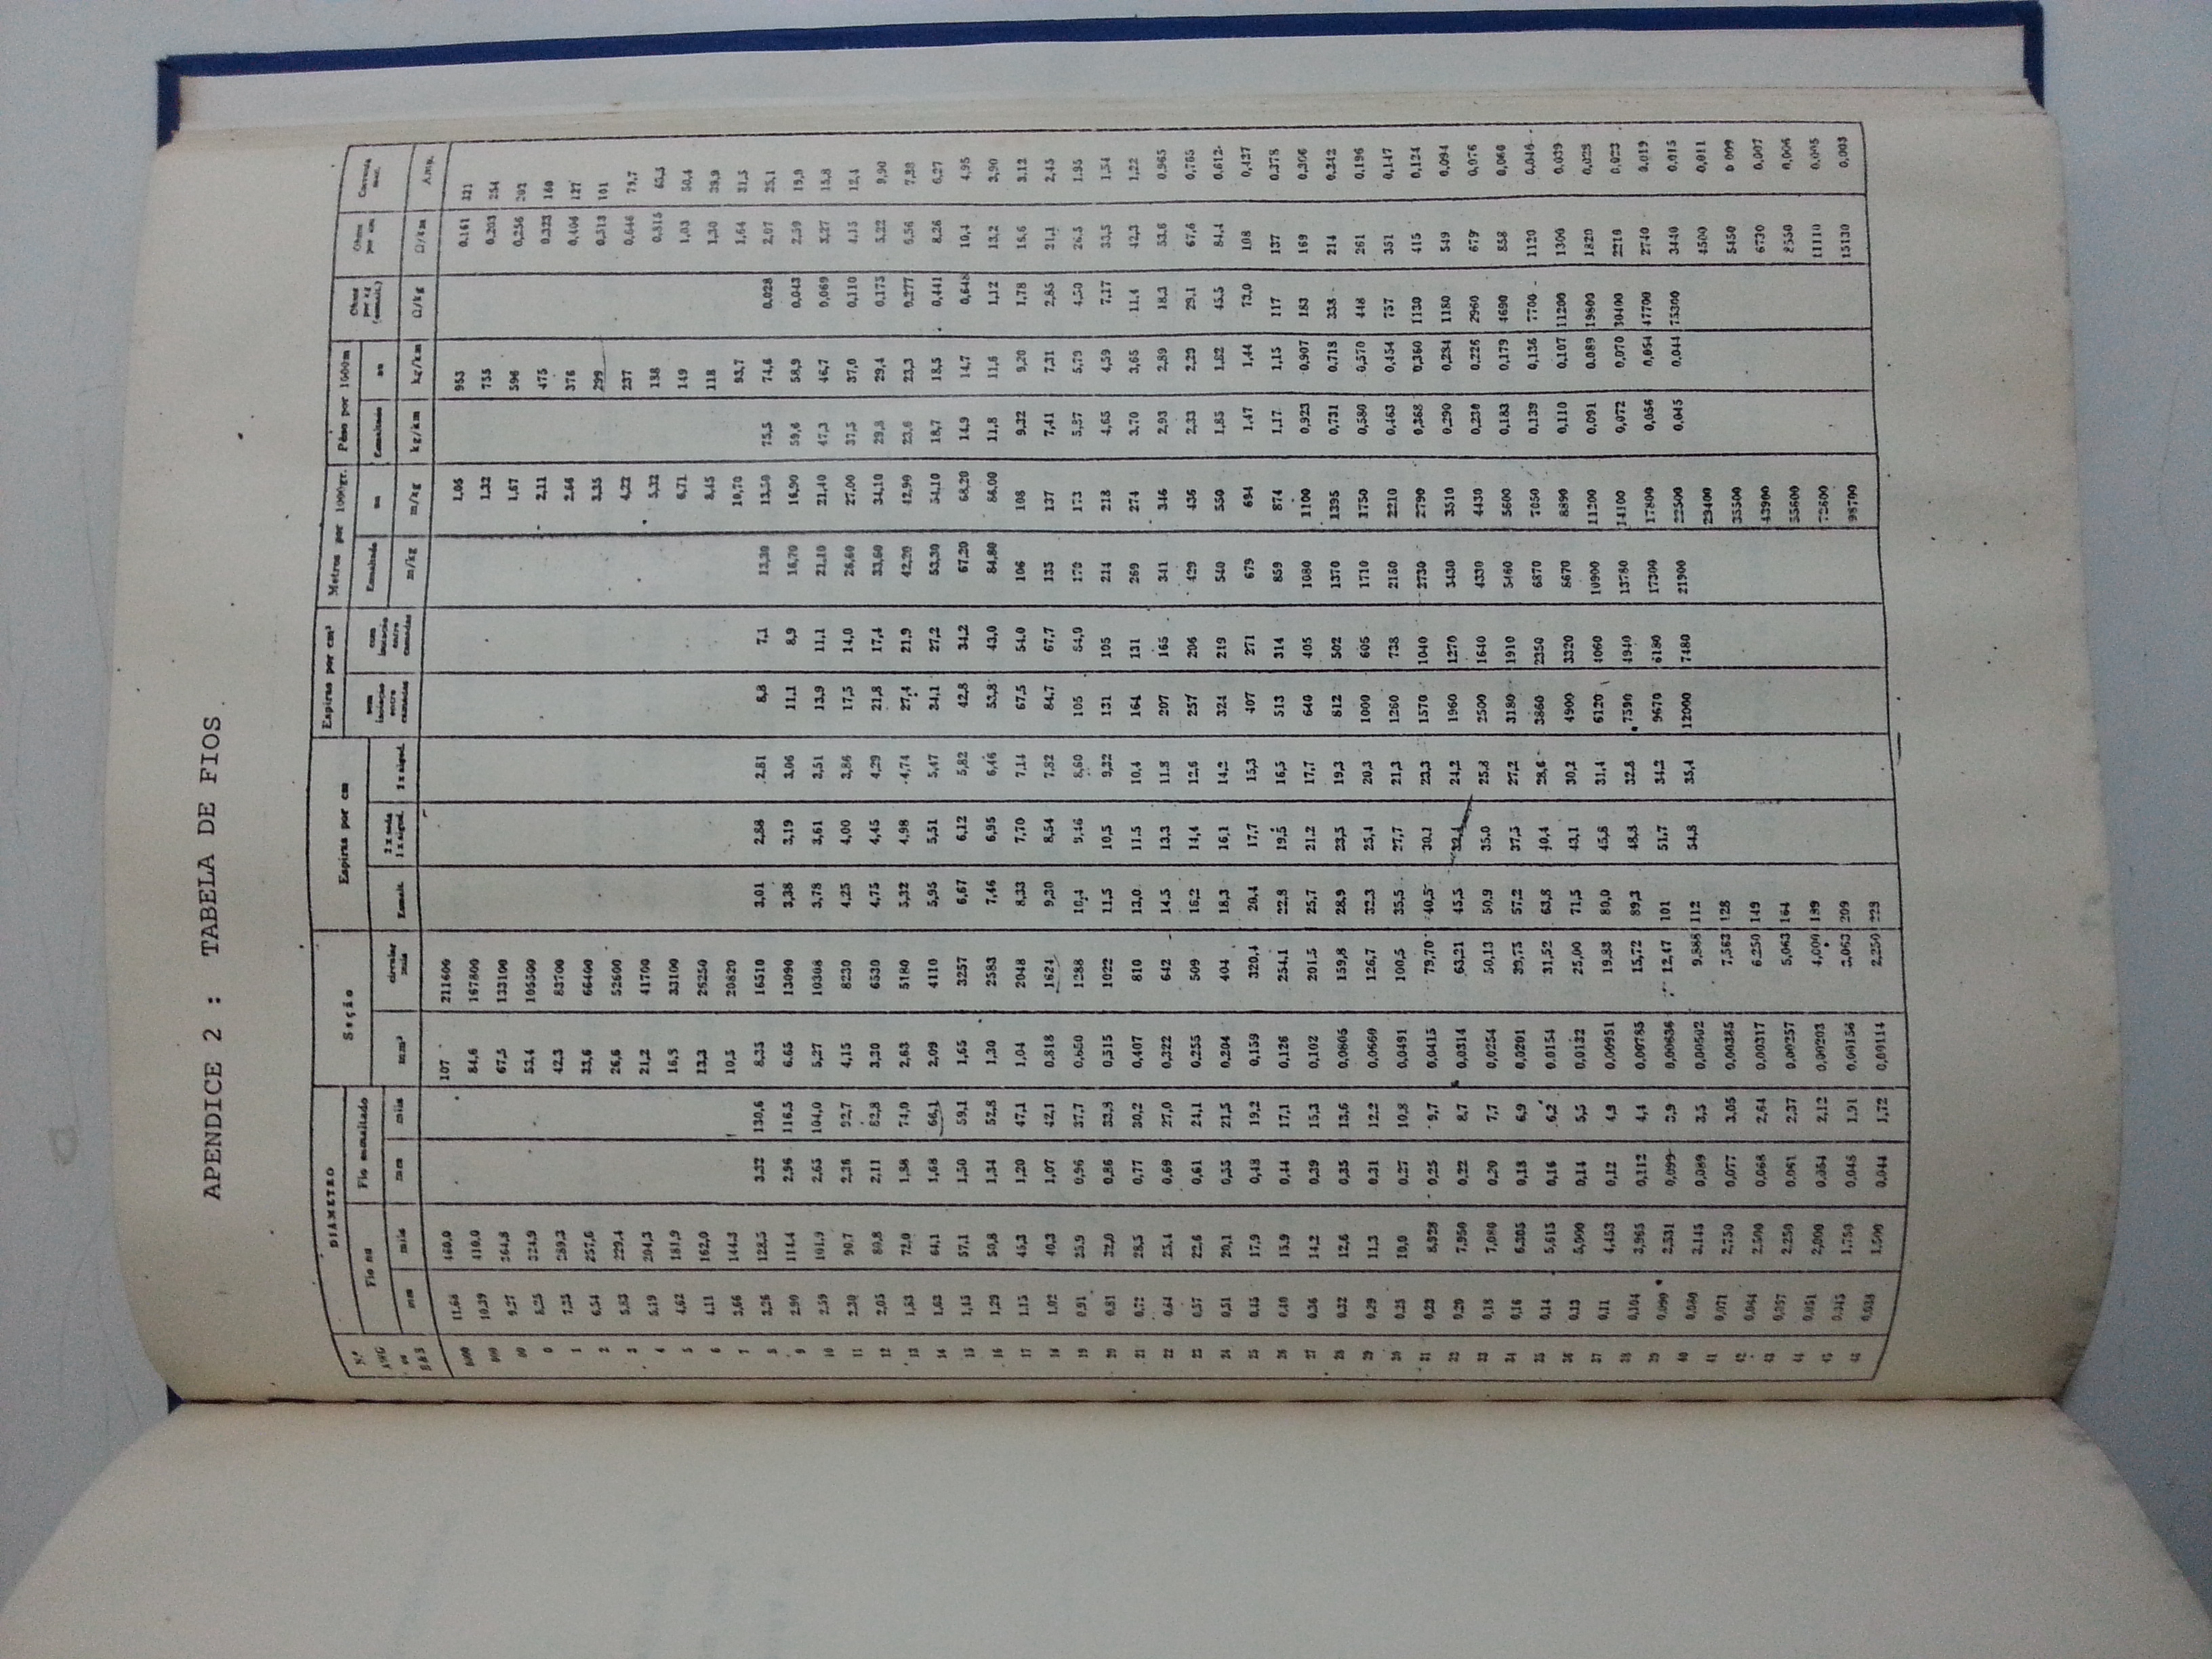 APENDICE 2 : TABELA DE FIOS
N.º AWG ou B&S DIÂMETRO Seção Espiras por cm Espiras por cm² Metros por 1000gr. Pêso por 1000m Ohms por kg (esmalt.) Ohms por km Corrente max.
Fio nu Fio esmaltado sem isolação entre camadas com isolação entre camadas Esmaltado nu Esmaltado nu
mm mils mm mils mm² circular mils Esmalt. 2 x seda 1 x algod. 2 x algod. m/kg m/kg kg/km kg/km Ω/kg Ω/km Amp.
0000 11,68 460,0 107 211600 1,05 953 0,161 321
000 10,39 410,0 84,6 167800 1,32 755 0,203 254
00 9,27 364,8 67,5 133100 1,67 596 0,256 202
0 8,25 324,9 53,4 105500 2,11 475 0,323 160
1 7,35 289,3 42,3 83700 2,66 376 0,406 127
2 6,54 257,6 33,6 66400 3,35 299 0,513 101
3 5,83 229,4 26,6 52600 4,22 237 0,646 79,7
4 5,19 204,3 21,2 41700 5,32 188 0,815 63,5
5 4,62 181,9 16,8 33100 6,71 149 1,03 50,4
6 4,11 162,0 13,3 26250 8,45 118 1,30 39,9
7 3,66 144,3 10,5 20820 10,70 93,7 1,64 31,5
8 3,26 128,5 3,32 130,6 8,35 16510 3,01 2,88 2,81 8,8 7,1 13,30 13,50 75,5 74,6 0,028 2,07 25,1
9 2,90 114,4 2,96 116,5 6,65 13090 3,38 3,19 3,06 11,1 8,9 16,70 16,90 59,6 58,9 0,043 2,59 19,9
10 2,59 101,9 2,65 104,0 5,27 10308 3,78 3,61 3,51 13,9 11,1 21,10 21,40 47,3 46,7 0,069 3,27 15,8
11 2,30 90,7 2,36 92,7 4,15 8230 4,25 4,00 3,86 17,5 14,0 26,60 27,00 37,5 37,0 0,110 4,15 12,4
12 2,05 80,8 2,11 82,8 3,30 6530 4,75 4,45 4,29 21,8 17,4 33,60 34,10 29,8 29,4 0,175 5,22 9,90
13 1,83 72,0 1,88 74,0 2,63 5180 5,32 4,98 4,74 27,4 21,9 42,20 42,90 23,6 23,3 0,277 6,56 7,88
14 1,63 64,1 1,68 66,1 2,09 4110 5,95 5,51 5,47 34,1 27,2 53,30 54,10 18,7 18,5 0,441 8,26 6,27
15 1,45 57,1 1,50 59,1 1,65 3257 6,67 6,12 5,82 42,8 34,2 67,20 68,20 14,9 14,7 0,648 10,4 4,95
16 1,29 50,8 1,34 52,8 1,30 2583 7,46 6,95 6,46 53,8 43,0 84,80 86,00 11,8 11,6 1,12 13,2 3,90
17 1,15 45,3 1,20 47,1 1,04 2048 8,33 7,70 7,14 67,5 54,0 106 108 9,32 9,20 1,78 16,6 3,12
18 1,02 40,3 1,07 42,1 0,818 1624 9,30 8,54 7,82 84,7 67,7 135 137 7,41 7,31 2,85 21,1 2,45
19 0,91 35,9 0,96 37,7 0,650 1288 10,4 9,46 8,60 105 84,0 170 173 5,87 5,79 4,50 26,5 1,95
20 0,81 32,0 0,86 33,8 0,515 1022 11,5 10,5 9,32 131 105 214 218 4,65 4,59 7,17 33,5 1,54
21 0,72 28,5 0,77 30,2 0,407 810 13,0 11,5 10,4 164 131 269 274 3,70 3,65 11,4 42,3 1,22
22 0,64 25,4 0,69 27,0 0,322 642 14,5 13,3 11,3 207 165 341 346 2,93 2,89 18,3 53,6 0,965
23 0,57 22,6 0,61 24,1 0,255 509 16,2 14,4 12,6 257 206 429 436 2,33 2,29 29,1 67,6 0,765
24 0,51 20,1 0,55 21,5 0,204 404 18,3 16,1 14,2 324 219 540 550 1,85 1,82 45,5 84,4 0,612
25 0,45 17,9 0,48 19,2 0,159 320,4 20,4 17,7 15,3 407 271 679 694 1,47 1,44 73,0 108 0,427
26 0,40 15,9 0,44 17,1 0,126 254,1 22,8 19,5 16,5 513 314 859 874 1,17 1,15 117 137 0,378
27 0,36 14,2 0,39 15,3 0,102 201,5 25,7 21,2 17,7 640 405 1080 1100 0,923 0,907 183 169 0,306
28 0,32 12,6 0,35 13,6 0,0805 159,8 28,9 23,5 19,3 812 502 1370 1395 0,731 0,718 338 214 0,242
29 0,29 11,3 0,31 12,2 0,0660 126,7 32,3 25,4 20,3 1000 605 1710 1750 0,580 0,570 448 261 0,196
30 0,25 10,0 0,27 10,8 0,0491 100,5 35,5 27,7 21,3 1260 738 2160 2210 0,463 0,454 757 351 0,147
31 0,23 8,928 0,25 9,7 0,0415 79,70 40,5 30,1 23,3 1570 1040 2730 2790 0,368 0,360 1130 415 0,124
32 0,20 7,950 0,22 8,7 0,0314 63,21 45,5 32,4 24,2 1960 1270 3430 3510 0,290 0,284 1180 549 0,094
33 0,18 7,080 0,20 7,7 0,0254 50,13 50,9 35,0 25,8 2500 1640 4330 4430 0,230 0,226 2960 679 0,076
34 0,16 6,305 0,18 6,9 0,0201 39,75 57,2 37,5 27,2 3180 1910 5460 5600 0,183 0,179 4690 858 0,060
35 0,14 5,615 0,16 6,2 0,0154 31,52 63,8 40,4 28,6 3860 2350 6870 7050 0,139 0,136 7700 1120 0,046
36 0,13 5,000 0,14 5,5 0,0132 25,00 71,5 43,1 30,2 4900 3320 8670 8890 0,110 0,107 11200 1300 0,039
37 0,11 4,453 0,12 4,9 0,00951 19,83 80,0 45,8 31,4 6120 4060 10900 11200 0,091 0,089 19800 1820 0,028
38 0,104 3,965 0,112 4,4 0,00785 15,72 89,3 48,8 32,8 7590 4940 13780 14100 0,072 0,070 30400 2210 0,023
39 0,090 3,531 0,099 3,9 0,00636 12,47 101 51,7 34,2 9670 6180 17300 17800 0,056 0,054 47700 2740 0,019
40 0,080 3,145 0,089 3,5 0,00502 9,888 112 54,8 35,4 12000 7480 21900 22500 0,045 0,044 75300 3440 0,015
41 0,071 2,750 0,077 3,05 0,00385 7,563 128 29400 4500 0,011
42 0,064 2,500 0,068 2,64 0,00317 6,250 149 35500 5450 0 009
43 0,057 2,250 0,061 2,37 0,00257 5,063 164 43900 6730 0,007
44 0,051 2,000 0,054 2,12 0,00203 4,000 189 55600 8550 0,006
45 0,045 1,750 0,048 1,91 0,00156 3,063 209 72600 11110 0,005
46 0,038 1,500 0,044 1,72 0,00114 2,250 228 98700 15130 0,003